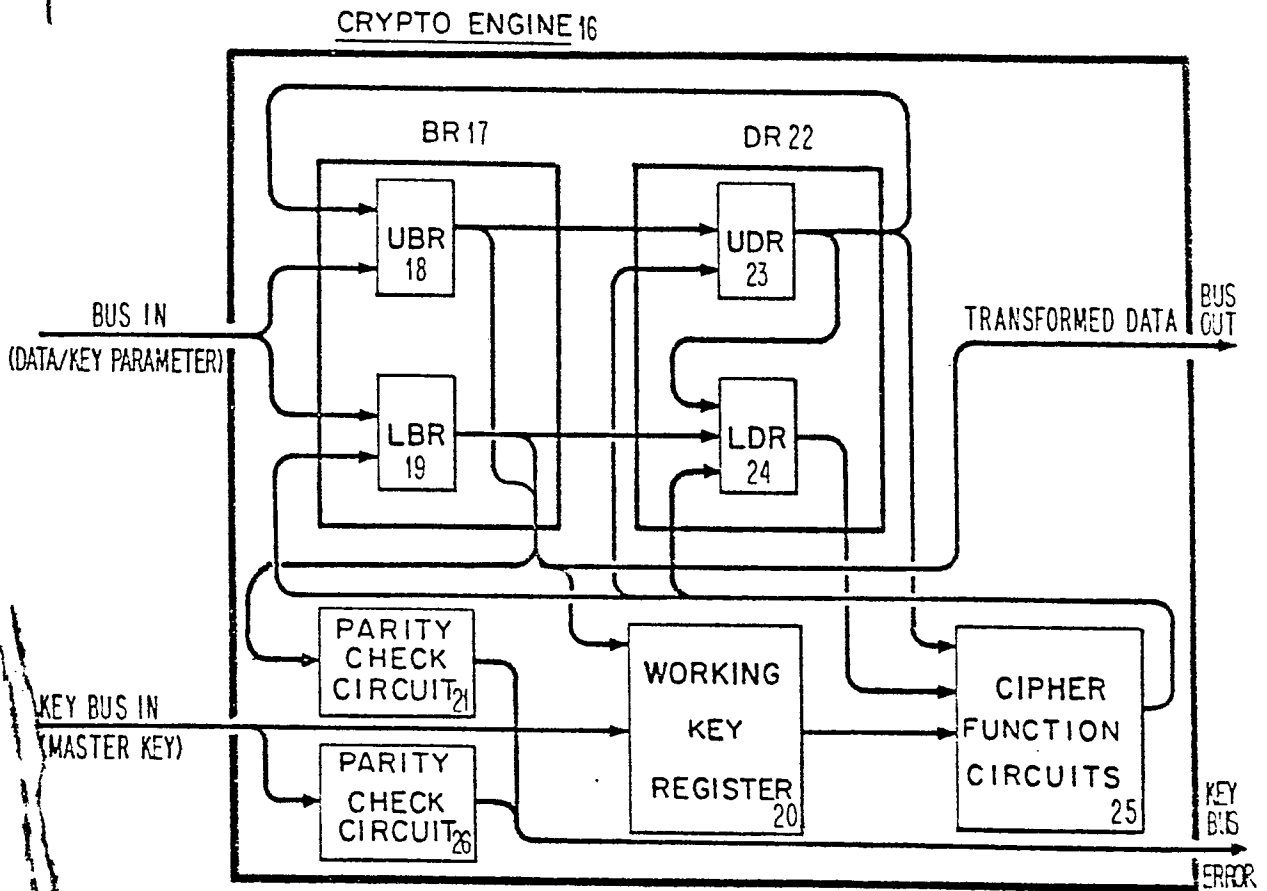 CRYPTO ENGINE 16
BR 17
DR 22
UBR
18
UDR
23
BUS IN
(DATA/KEY PARAMETER)
TRANSFORMED DATA
BUS
OUT
LBR
19
LDR
24
PARITY
CHECK
CIRCUIT 21
KEY BUS IN
(MASTER KEY)
PARITY
CHECK
CIRCUIT 26
WORKING
KEY
REGISTER
20
CIPHER
FUNCTION
CIRCUITS
25
KEY
BUS
ERROR